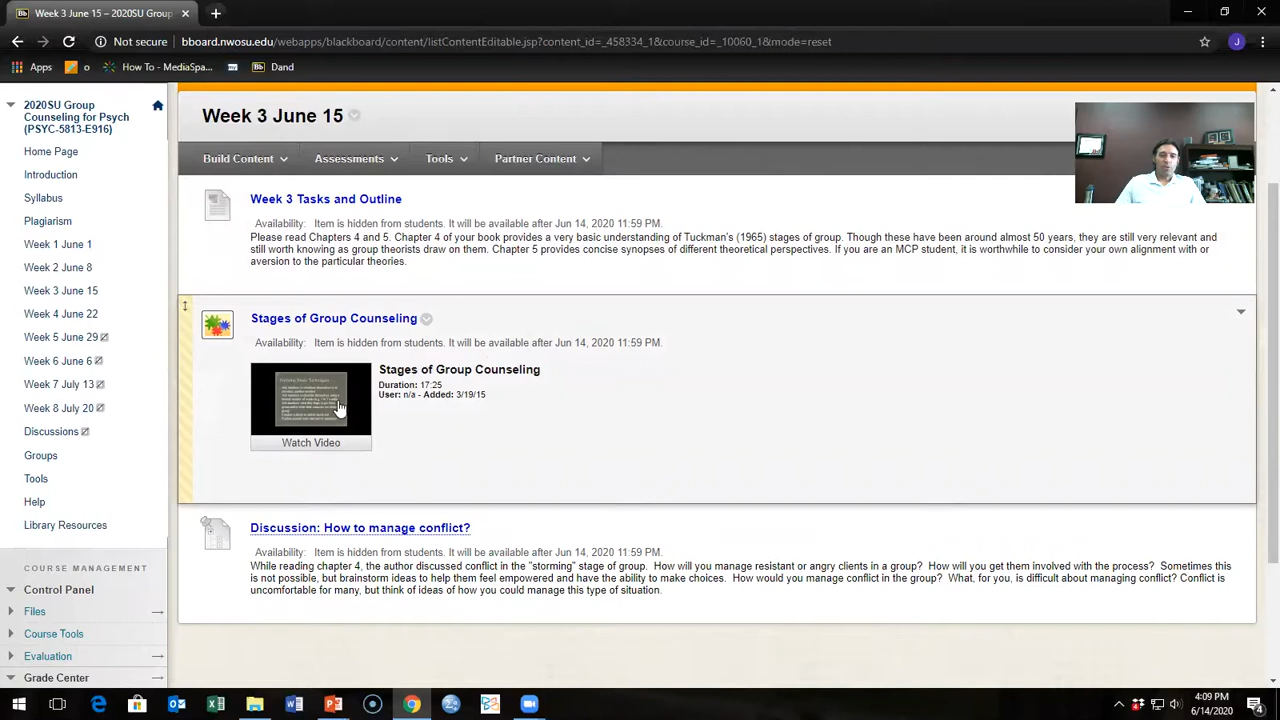 Week 3 June 15 – 2020SU Group
Not secure
bboard.nwosu.edu/webapps/blackboard/content/listContentEditable.jsp?content_id=_458334_1&course_id=_10060_1&mode=reset
Apps
o
How To - MediaSpa...
Bb
Dand
2020SU Group
Counseling for Psych
(PSYC-5813-E916)
Home Page
Introduction
Syllabus
Plagiarism
Week 1 June 1
Week 2 June 8
Week 3 June 15
Week 4 June 22
Week 5 June 29
Week 6 June 6
Week 7 July 13
Week 8 July 20
Discussions
Groups
Tools
Help
Library Resources
COURSE MANAGEMENT
Control Panel
Files
Course Tools
Evaluation
Grade Center
Week 3 June 15
Build Content
Assessments
Tools
Partner Content
Week 3 Tasks and Outline
Availability: Item is hidden from students. It will be available after Jun 14, 2020 11:59 PM.
Please read Chapters 4 and 5. Chapter 4 of your book provides a very basic understanding of Tuckman's (1965) stages of group. Though these have been around almost 50 years, they are still very relevant and
still worth knowing as group theorists draw on them. Chapter 5 provides concise synopses of different theoretical perspectives. If you are an MCP student, it is worthwhile to consider your own alignment with or
aversion to the particular theories.
Stages of Group Counseling
Availability: Item is hidden from students. It will be available after Jun 14, 2020 11:59 PM.
Stages of Group Counseling
Duration: 17:25
User: n/a - Added: 3/19/15
Watch Video
Discussion: How to manage conflict?
Availability: Item is hidden from students. It will be available after Jun 14, 2020 11:59 PM.
While reading chapter 4, the author discussed conflict in the "storming" stage of group. How will you manage resistant or angry clients in a group? How will you get them involved with the process? Sometimes this
is not possible, but brainstorm ideas to help them feel empowered and have the ability to make choices. How would you manage conflict in the group? What, for you, is difficult about managing conflict? Conflict is
uncomfortable for many, but think of ideas of how you could manage this type of situation.
4:09 PM
6/14/2020